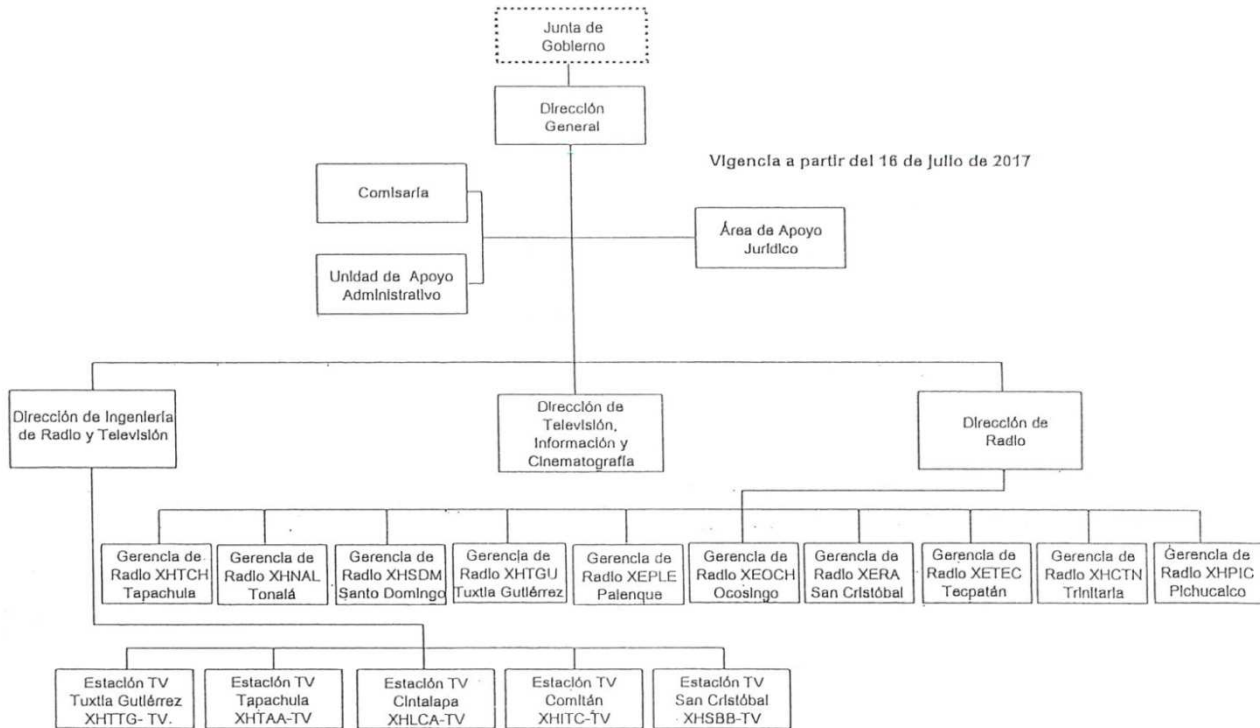 Junta de
Gobierno
Dirección
General
Vigencia a partir del 16 de julio de 2017
Comisaría
Área de Apoyo
Jurídico
Unidad de Apoyo
Administrativo
Dirección de Ingeniería
de Radio y Televisión
Dirección de
Televisión,
Información y
Cinematografía
Dirección de
Radio
Gerencia de
Radio XHTCH
Tapachula
Gerencia de
Radio XHNAL
Tonalá
Gerencia de
Radio XHSDM
Santo Domingo
Gerencia de
Radio XHTGU
Tuxtla Gutiérrez
Gerencia de
Radio XEPLE
Palenque
Gerencia de
Radio XEOCH
Ocosingo
Gerencia de
Radio XERA
San Cristóbal
Gerencia de
Radio XETEC
Tecpatán
Gerencia de
Radio XHCTN
Trinitaria
Gerencia de
Radio XHPIC
Pichucalco
Estación TV
Tuxtla Gutiérrez
XHTTG- TV.
Estación TV
Tapachula
XHTAA-TV
Estación TV
Cintalapa
XHLCA-TV
Estación TV
Comitán
XHITC-TV
Estación TV
San Cristóbal
XHSBB-TV